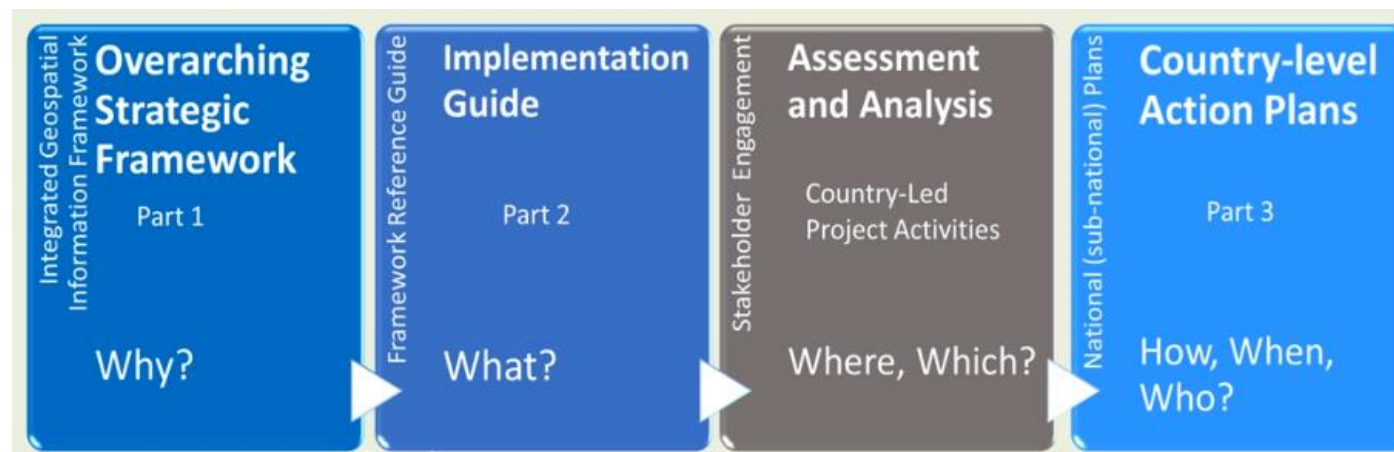 Integrated Geospatial
Information Framework
Overarching
Strategic
Framework
Part 1
Why?
Framework Reference Guide
Implementation
Guide
Part 2
What?
Stakeholder Engagement
Assessment
and Analysis
Country-Led
Project Activities
Where, Which?
National (sub-national) Plans
Country-level
Action Plans
Part 3
How, When,
Who?